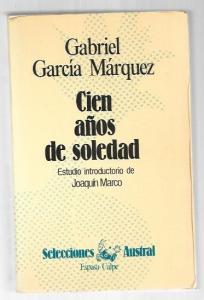 Gabriel
García Márquez
Cien
años
de soledad
Estudio introductorio de
Joaquín Marco
Selecciones Austral
Espasa-Calpe